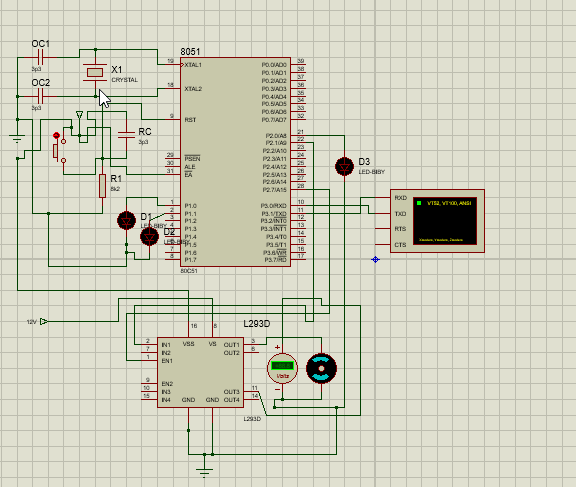 OC1
3p3
OC2
3p3
X1
CRYSTAL
RC
3p3
R1
8k2
8051
19 XTAL1
18 XTAL2
9 RST
29 PSEN
30 ALE
31 EA
1 P1.0
2 P1.1
3 P1.2
4 P1.3
5 P1.4
6 P1.5
7 P1.6
8 P1.7
P0.0/AD0 39
P0.1/AD1 38
P0.2/AD2 37
P0.3/AD3 36
P0.4/AD4 35
P0.5/AD5 34
P0.6/AD6 33
P0.7/AD7 32
P2.0/A8 21
P2.1/A9 22
P2.2/A10 23
P2.3/A11 24
P2.4/A12 25
P2.5/A13 26
P2.6/A14 27
P2.7/A15 28
P3.0/RXD 10
P3.1/TXD 11
P3.2/INT0 12
P3.3/INT1 13
P3.4/T0 14
P3.5/T1 15
P3.6/WR 16
P3.7/RD 17
80C51
D1
LED-BIBY
D2
D3
LED-BIBY
RXD
TXD
RTS
CTS
VT52, VT100, ANSI
Xmodem, Ymodem, Zmodem
12V
L293D
16 8
VSS VS
2 IN1
7 IN2
1 EN1
9 EN2
10 IN3
15 IN4
OUT1 3
OUT2 6
OUT3 11
OUT4 14
GND GND
L293D
+
Volts
−